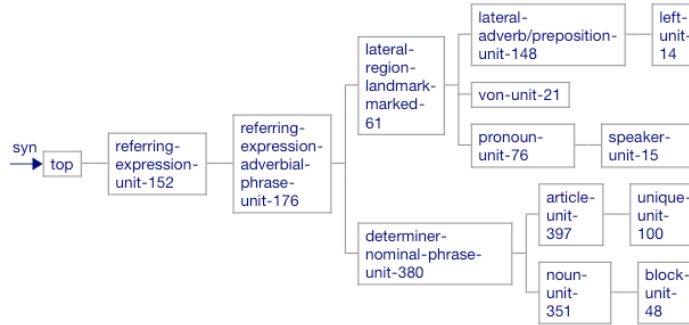 syn
top
referring-
expression-
unit-152
referring-
expression-
adverbial-
phrase-
unit-176
lateral-
region-
landmark-
marked-
61
lateral-
adverb/preposition-
unit-148
left-
unit-
14
von-unit-21
pronoun-
unit-76
speaker-
unit-15
determiner-
nominal-phrase-
unit-380
article-
unit-
397
unique-
unit-
100
noun-
unit-
351
block-
unit-
48